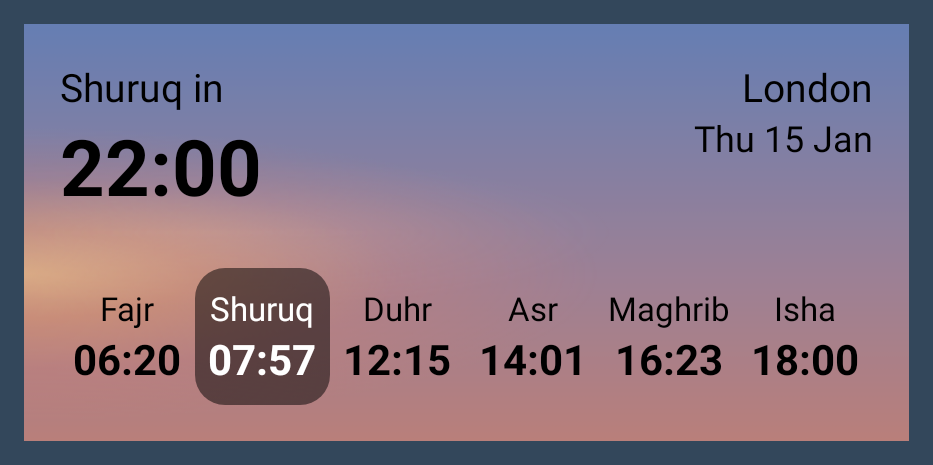 Shuruq in
22:00
London
Thu 15 Jan
Fajr Shuruq Duhr Asr Maghrib Isha
06:20 07:57 12:15 14:01 16:23 18:00